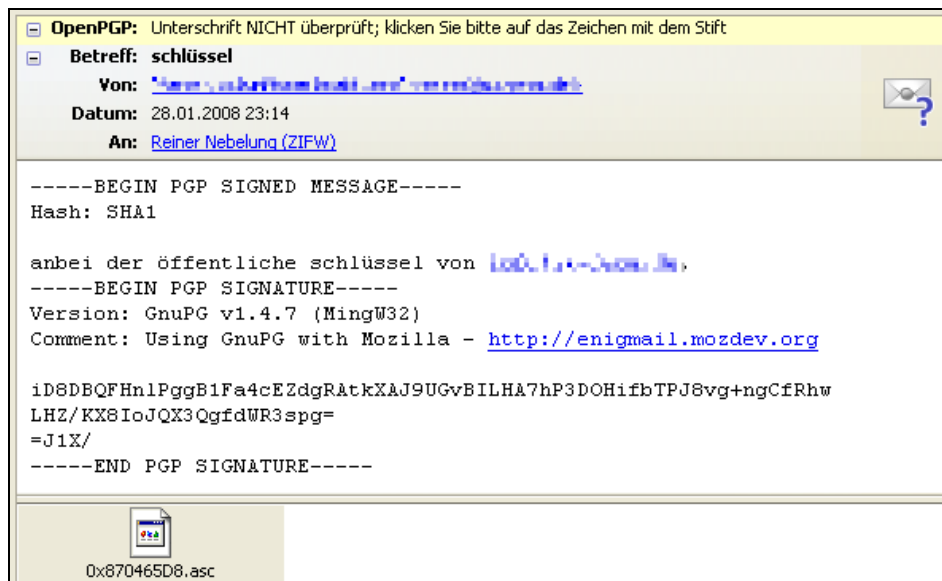 OpenPGP: Unterschrift NICHT überprüft; klicken Sie bitte auf das Zeichen mit dem Stift
Betreff: schlüssel
Von:
Datum: 28.01.2008 23:14
An: Reiner Nebelung (ZIFW)
-----BEGIN PGP SIGNED MESSAGE-----
Hash: SHA1
anbei der öffentliche schlüssel von
-----BEGIN PGP SIGNATURE-----
Version: GnuPG v1.4.7 (MingW32)
Comment: Using GnuPG with Mozilla - http://enigmail.mozdev.org
iD8DBQFHnlPggB1Fa4cEZdgRAtkXAJ9UGvBILHA7hP3DOHifbTPJ8vg+ngCfRhw
LHZ/KX8IoJQX3QgfdWR3spg=
=J1X/
-----END PGP SIGNATURE-----
0x870465D8.asc